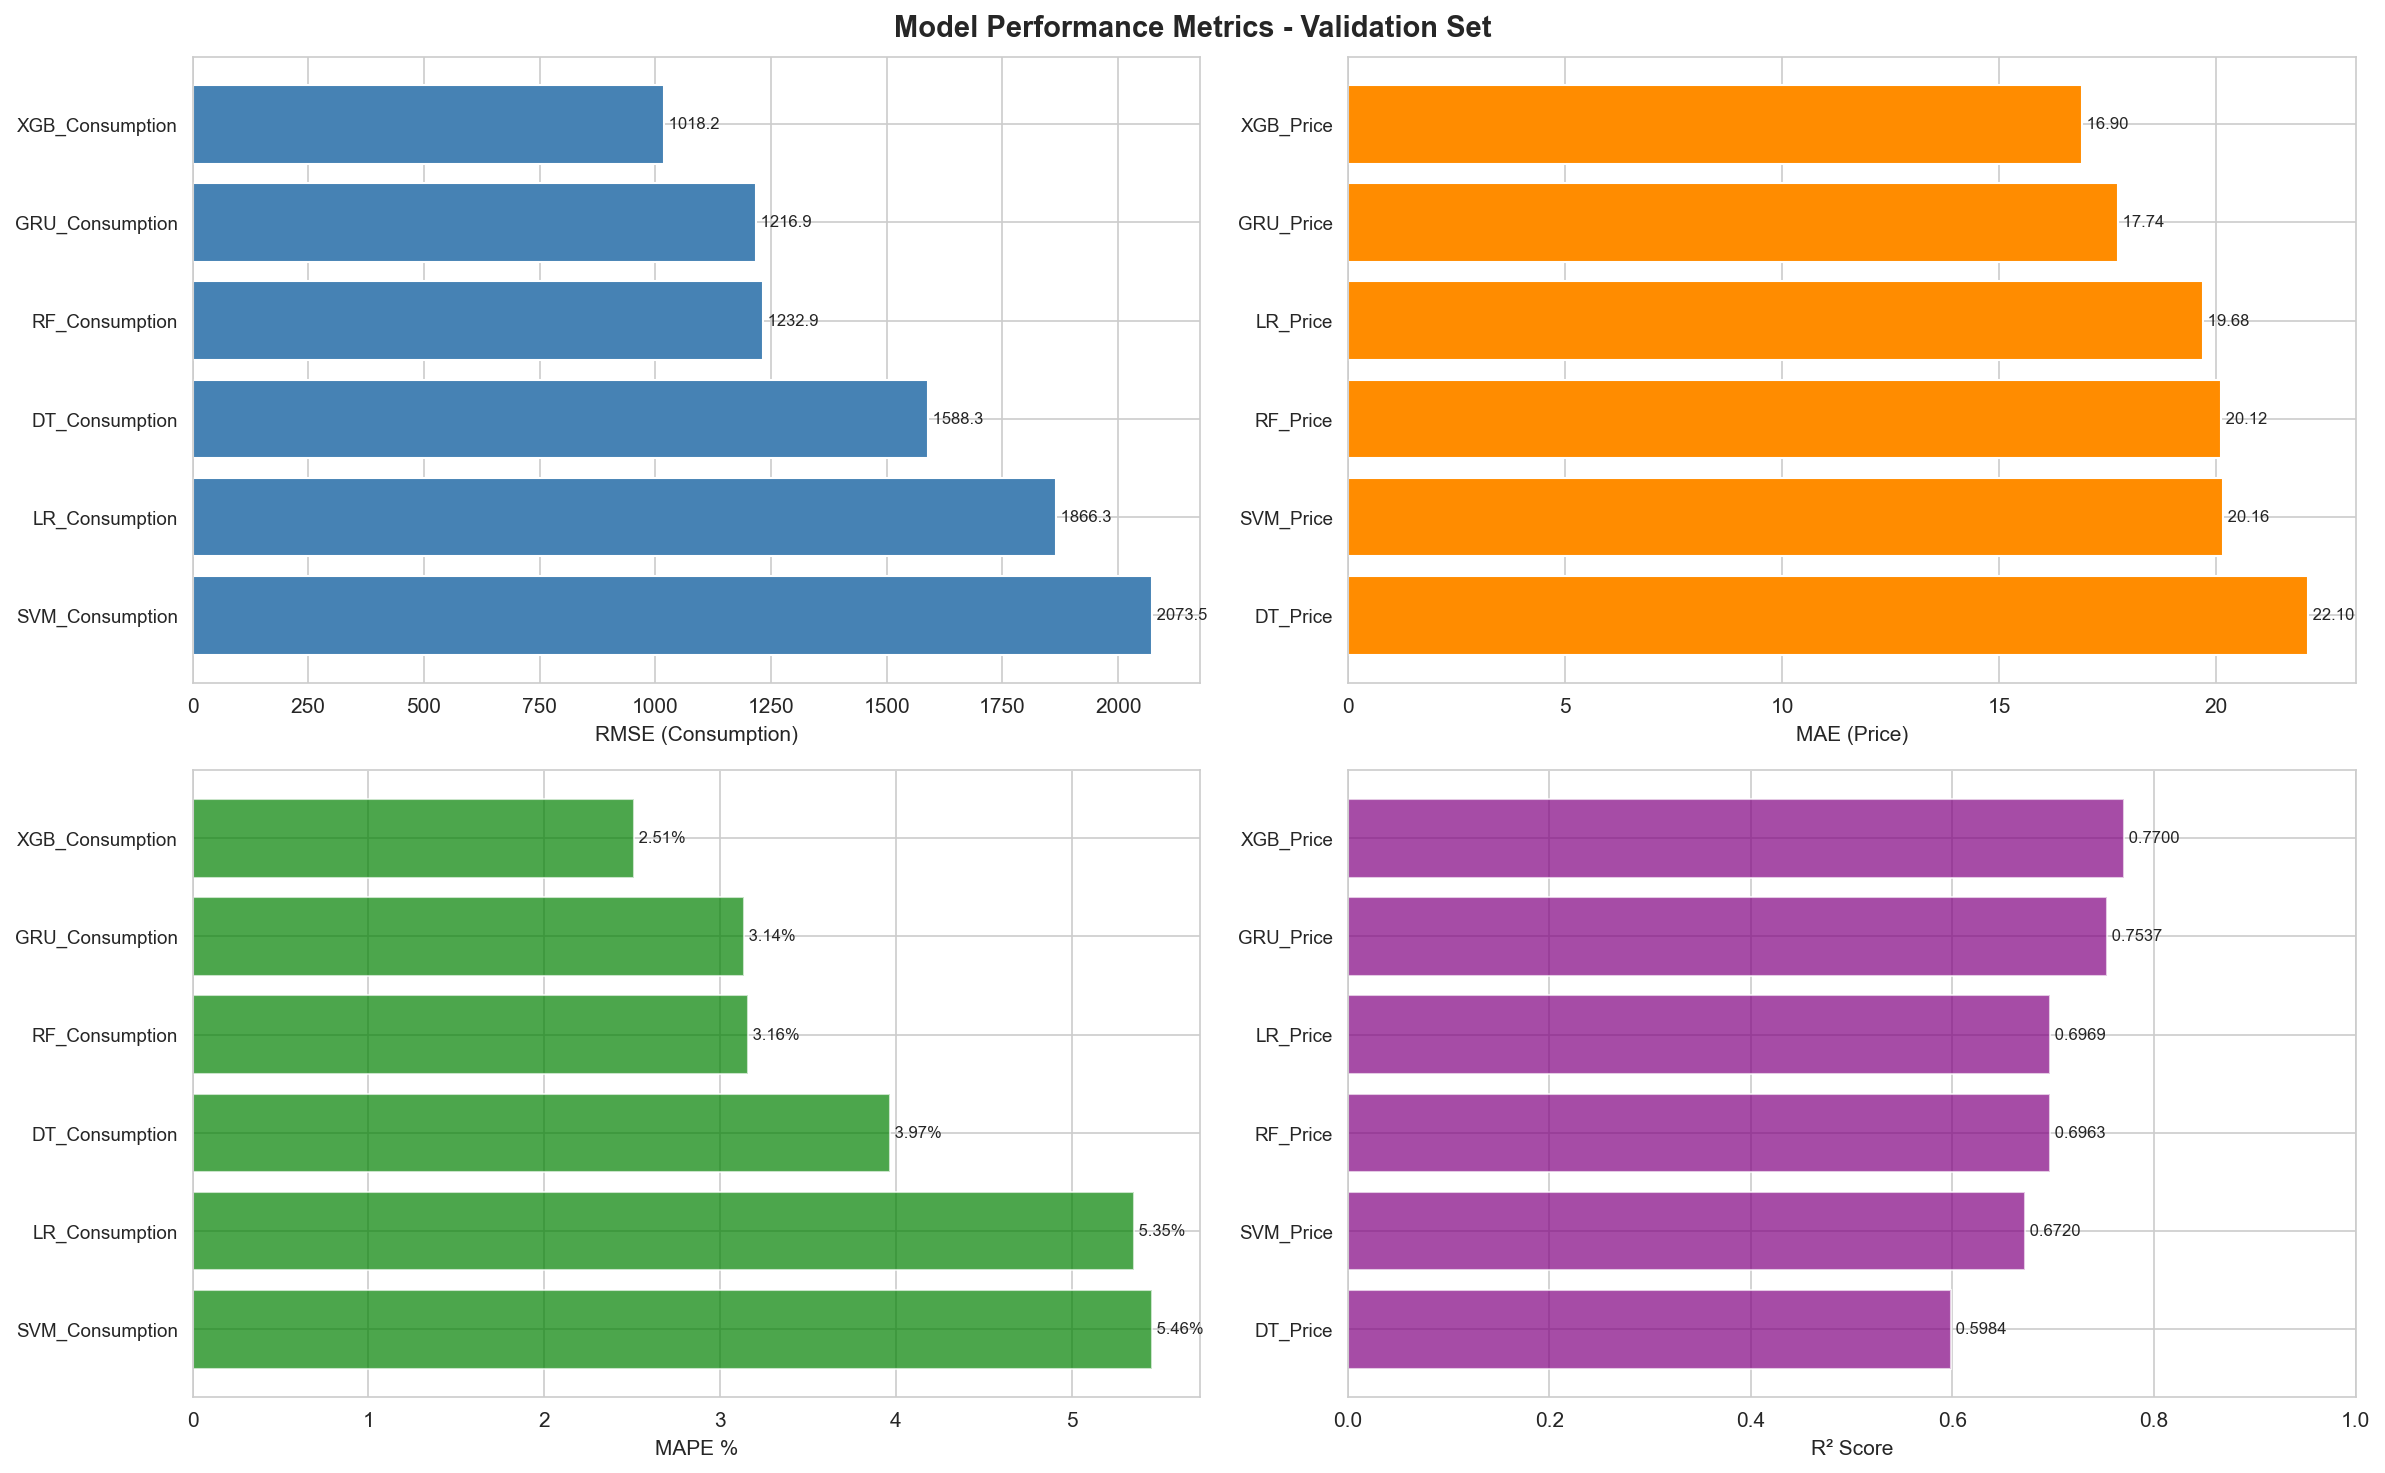 Model Performance Metrics - Validation Set
XGB_Consumption 1018.2
GRU_Consumption 1216.9
RF_Consumption 1232.9
DT_Consumption 1588.3
LR_Consumption 1866.3
SVM_Consumption 2073.5
0 250 500 750 1000 1250 1500 1750 2000
RMSE (Consumption)
XGB_Price 16.90
GRU_Price 17.74
LR_Price 19.68
RF_Price 20.12
SVM_Price 20.16
DT_Price 22.10
0 5 10 15 20
MAE (Price)
XGB_Consumption 2.51%
GRU_Consumption 3.14%
RF_Consumption 3.16%
DT_Consumption 3.97%
LR_Consumption 5.35%
SVM_Consumption 5.46%
0 1 2 3 4 5
MAPE %
XGB_Price 0.7700
GRU_Price 0.7537
LR_Price 0.6969
RF_Price 0.6963
SVM_Price 0.6720
DT_Price 0.5984
0.0 0.2 0.4 0.6 0.8 1.0
R² Score